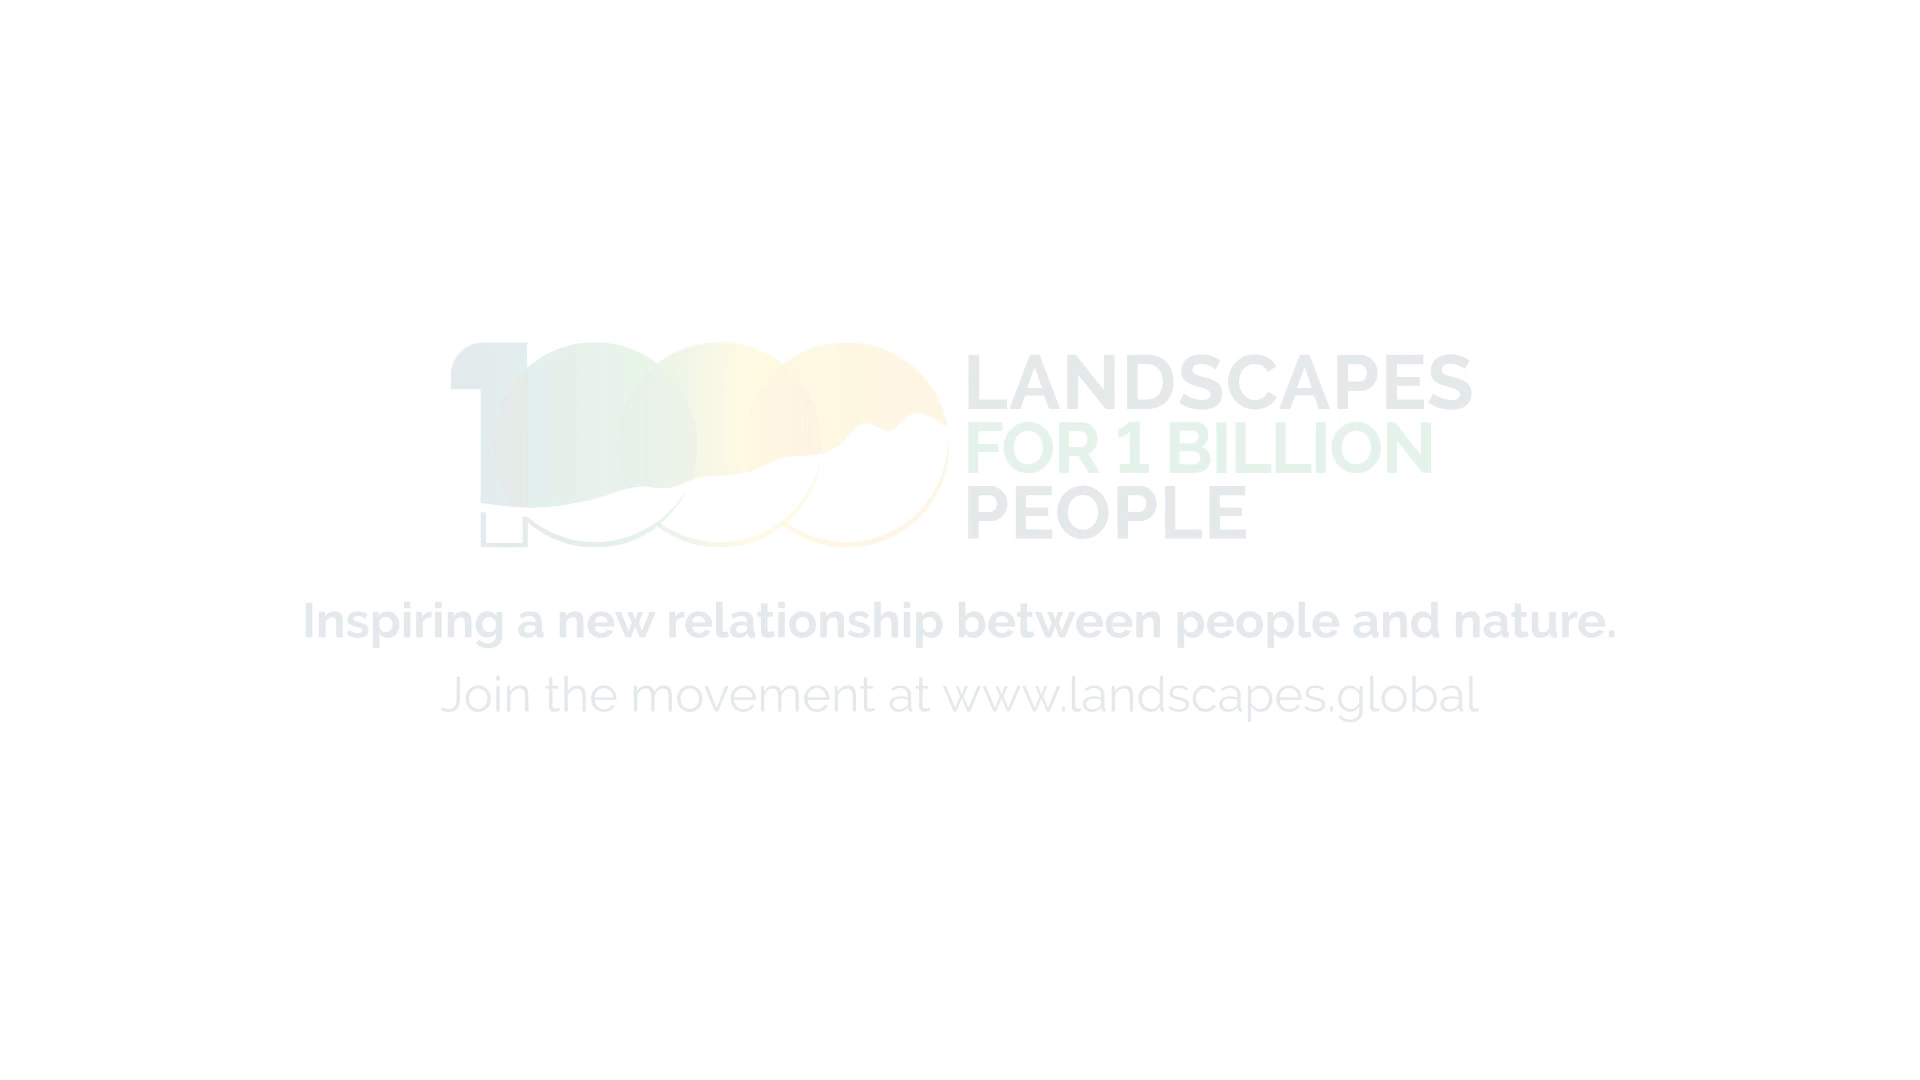 1000
LANDSCAPES
FOR 1 BILLION
PEOPLE
Inspiring a new relationship between people and nature.
Join the movement at www.landscapes.global